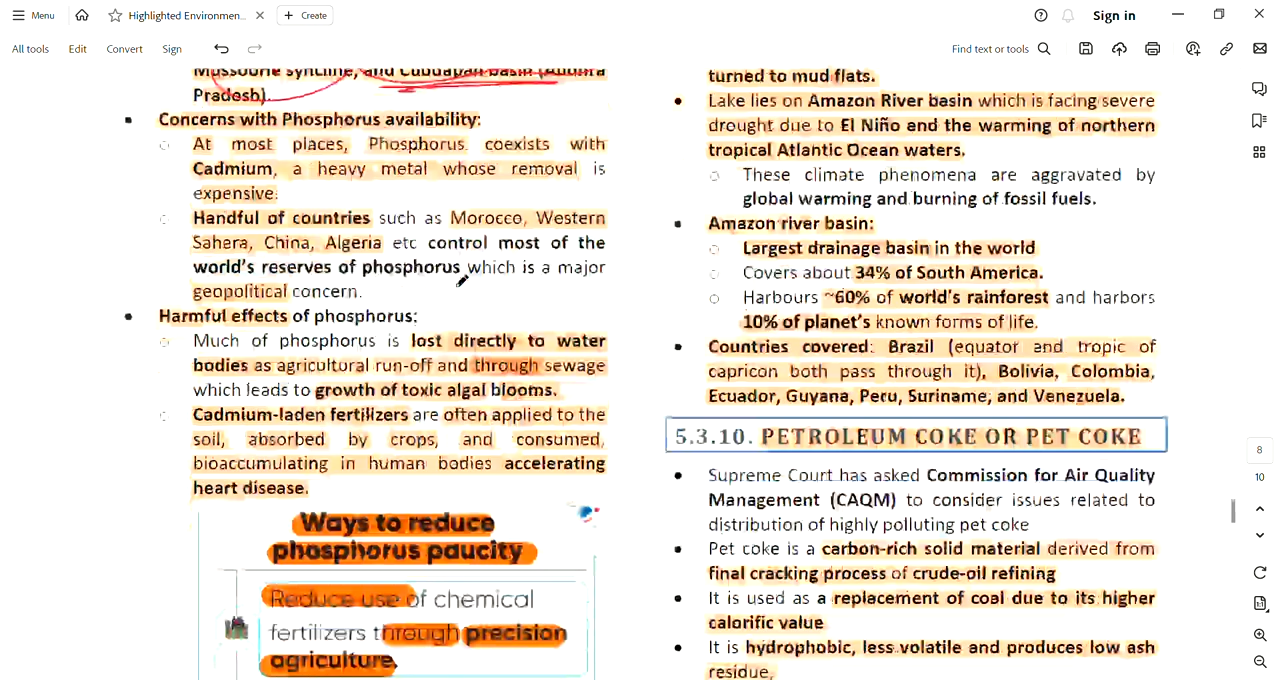 Menu
Highlighted Environmen...
Create
Sign in
All tools
Edit
Convert
Sign
Find text or tools
Mussoorie syncline, and Cuddapah basin (Andhra
Pradesh).
• Concerns with Phosphorus availability:
○ At most places, Phosphorus coexists with
Cadmium, a heavy metal whose removal is
expensive.
○ Handful of countries such as Morocco, Western
Sahera, China, Algeria etc control most of the
world's reserves of phosphorus which is a major
geopolitical concern.
• Harmful effects of phosphorus:
○ Much of phosphorus is lost directly to water
bodies as agricultural run-off and through sewage
which leads to growth of toxic algal blooms.
○ Cadmium-laden fertilizers are often applied to the
soil, absorbed by crops, and consumed,
bioaccumulating in human bodies accelerating
heart disease.
Ways to reduce
phosphorus paucity
Reduce use of chemical
fertilizers through precision
agriculture.
turned to mud flats.
• Lake lies on Amazon River basin which is facing severe
drought due to El Niño and the warming of northern
tropical Atlantic Ocean waters.
○ These climate phenomena are aggravated by
global warming and burning of fossil fuels.
• Amazon river basin:
○ Largest drainage basin in the world
○ Covers about 34% of South America.
○ Harbours ~60% of world's rainforest and harbors
10% of planet's known forms of life.
• Countries covered: Brazil (equator and tropic of
capricon both pass through it), Bolivia, Colombia,
Ecuador, Guyana, Peru, Suriname, and Venezuela.
5.3.10. PETROLEUM COKE OR PET COKE
• Supreme Court has asked Commission for Air Quality
Management (CAQM) to consider issues related to
distribution of highly polluting pet coke
• Pet coke is a carbon-rich solid material derived from
final cracking process of crude-oil refining
• It is used as a replacement of coal due to its higher
calorific value
• It is hydrophobic, less volatile and produces low ash
residue.
8
10